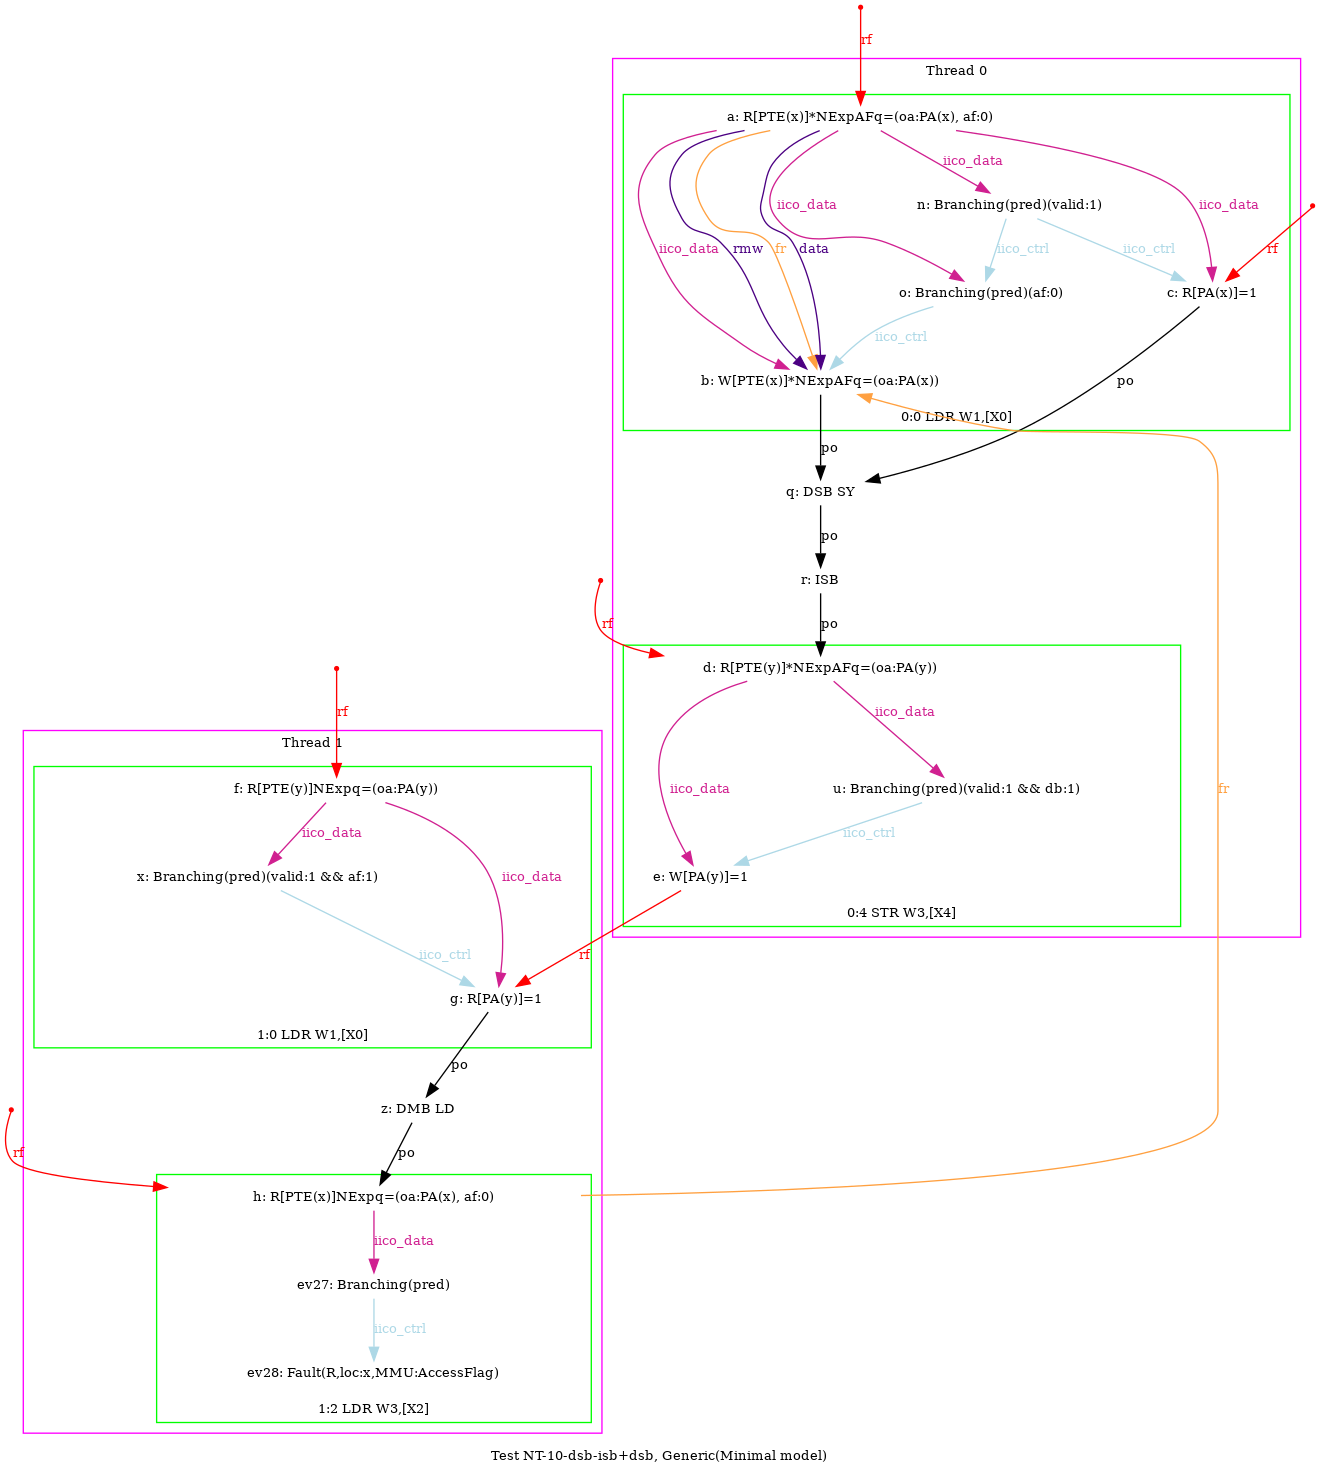 rf
Thread 0
a: R[PTE(x)]*NExpAFq=(oa:PA(x), af:0)
iico_data
iico_data
n: Branching(pred)(valid:1)
iico_data
iico_data
rmw
fr
data
iico_ctrl
iico_ctrl
rf
o: Branching(pred)(af:0)
c: R[PA(x)]=1
iico_ctrl
b: W[PTE(x)]*NExpAFq=(oa:PA(x))
po
0:0 LDR W1,[X0]
po
q: DSB SY
po
r: ISB
rf
po
d: R[PTE(y)]*NExpAFq=(oa:PA(y))
rf
iico_data
Thread 1
f: R[PTE(y)]NExpq=(oa:PA(y))
iico_data
u: Branching(pred)(valid:1 && db:1)
fr
iico_data
iico_ctrl
x: Branching(pred)(valid:1 && af:1)
iico_data
e: W[PA(y)]=1
0:4 STR W3,[X4]
iico_ctrl
rf
g: R[PA(y)]=1
1:0 LDR W1,[X0]
po
z: DMB LD
rf
po
h: R[PTE(x)]NExpq=(oa:PA(x), af:0)
iico_data
ev27: Branching(pred)
iico_ctrl
ev28: Fault(R,loc:x,MMU:AccessFlag)
1:2 LDR W3,[X2]
Test NT-10-dsb-isb+dsb, Generic(Minimal model)